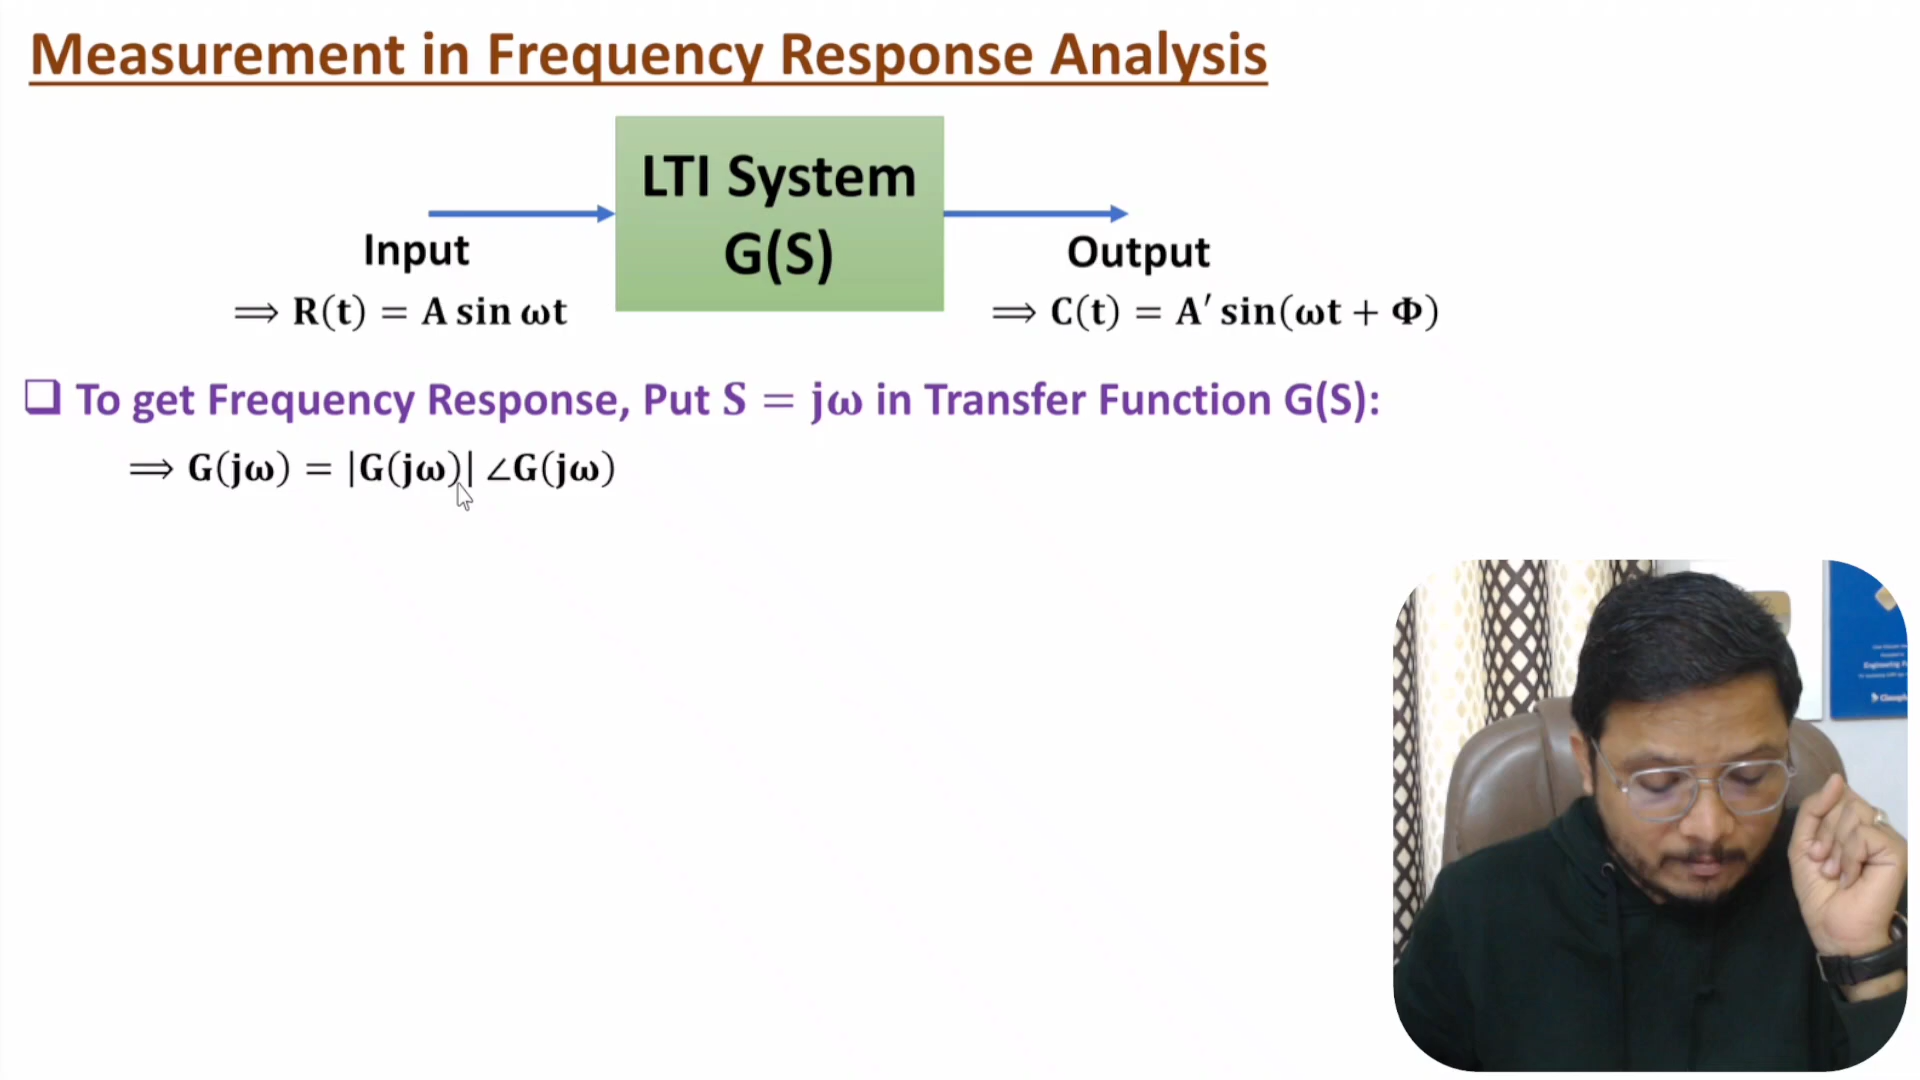 Measurement in Frequency Response Analysis
LTI System
G(S)
Input
⟹ R(t) = A sin ωt
Output
⟹ C(t) = A′ sin(ωt + Φ)
❑ To get Frequency Response, Put S = jω in Transfer Function G(S):
⟹ G(jω) = |G(jω)| ∠G(jω)